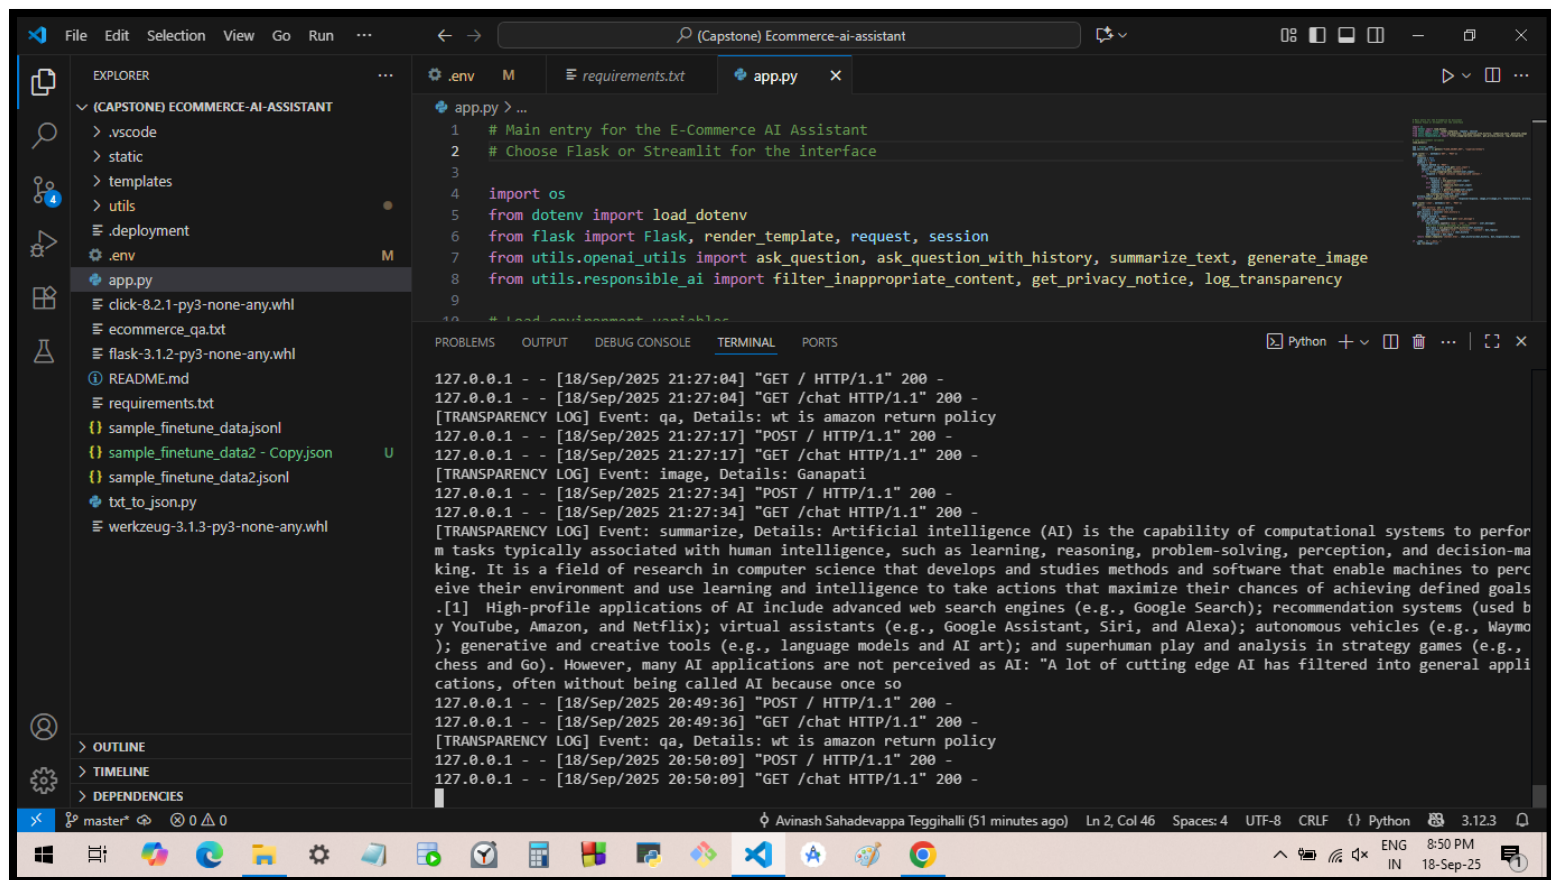 File Edit Selection View Go Run ···
(Capstone) Ecommerce-ai-assistant
EXPLORER ···
(CAPSTONE) ECOMMERCE-AI-ASSISTANT
.vscode
static
templates
utils
.deployment
.env M
app.py
click-8.2.1-py3-none-any.whl
ecommerce_qa.txt
flask-3.1.2-py3-none-any.whl
README.md
requirements.txt
sample_finetune_data.jsonl
sample_finetune_data2 - Copy.json U
sample_finetune_data2.jsonl
txt_to_json.py
werkzeug-3.1.3-py3-none-any.whl
OUTLINE
TIMELINE
DEPENDENCIES
4
.env M requirements.txt app.py
app.py > ...
1 # Main entry for the E-Commerce AI Assistant
2 # Choose Flask or Streamlit for the interface
3
4 import os
5 from dotenv import load_dotenv
6 from flask import Flask, render_template, request, session
7 from utils.openai_utils import ask_question, ask_question_with_history, summarize_text, generate_image
8 from utils.responsible_ai import filter_inappropriate_content, get_privacy_notice, log_transparency
9
10 # Load environment variables
PROBLEMS OUTPUT DEBUG CONSOLE TERMINAL PORTS Python
127.0.0.1 - - [18/Sep/2025 21:27:04] "GET / HTTP/1.1" 200 -
127.0.0.1 - - [18/Sep/2025 21:27:04] "GET /chat HTTP/1.1" 200 -
[TRANSPARENCY LOG] Event: qa, Details: wt is amazon return policy
127.0.0.1 - - [18/Sep/2025 21:27:17] "POST / HTTP/1.1" 200 -
127.0.0.1 - - [18/Sep/2025 21:27:17] "GET /chat HTTP/1.1" 200 -
[TRANSPARENCY LOG] Event: image, Details: Ganapati
127.0.0.1 - - [18/Sep/2025 21:27:34] "POST / HTTP/1.1" 200 -
127.0.0.1 - - [18/Sep/2025 21:27:34] "GET /chat HTTP/1.1" 200 -
[TRANSPARENCY LOG] Event: summarize, Details: Artificial intelligence (AI) is the capability of computational systems to perfor
m tasks typically associated with human intelligence, such as learning, reasoning, problem-solving, perception, and decision-ma
king. It is a field of research in computer science that develops and studies methods and software that enable machines to perc
eive their environment and use learning and intelligence to take actions that maximize their chances of achieving defined goals
.[1]  High-profile applications of AI include advanced web search engines (e.g., Google Search); recommendation systems (used b
y YouTube, Amazon, and Netflix); virtual assistants (e.g., Google Assistant, Siri, and Alexa); autonomous vehicles (e.g., Waymo
); generative and creative tools (e.g., language models and AI art); and superhuman play and analysis in strategy games (e.g.,
chess and Go). However, many AI applications are not perceived as AI: "A lot of cutting edge AI has filtered into general appli
cations, often without being called AI because once so
127.0.0.1 - - [18/Sep/2025 20:49:36] "POST / HTTP/1.1" 200 -
127.0.0.1 - - [18/Sep/2025 20:49:36] "GET /chat HTTP/1.1" 200 -
[TRANSPARENCY LOG] Event: qa, Details: wt is amazon return policy
127.0.0.1 - - [18/Sep/2025 20:50:09] "POST / HTTP/1.1" 200 -
127.0.0.1 - - [18/Sep/2025 20:50:09] "GET /chat HTTP/1.1" 200 -
master* 0 0 Avinash Sahadevappa Teggihalli (51 minutes ago) Ln 2, Col 46 Spaces: 4 UTF-8 CRLF {} Python 3.12.3
ENG 8:50 PM
IN 18-Sep-25 1